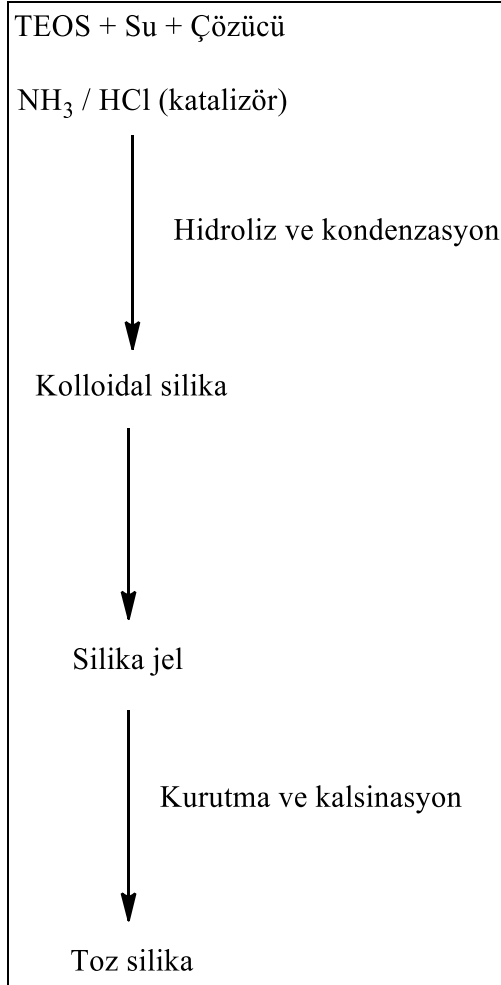 TEOS + Su + Çözücü
NH₃ / HCl (katalizör)
Hidroliz ve kondenzasyon
Kolloidal silika
Silika jel
Kurutma ve kalsinasyon
Toz silika